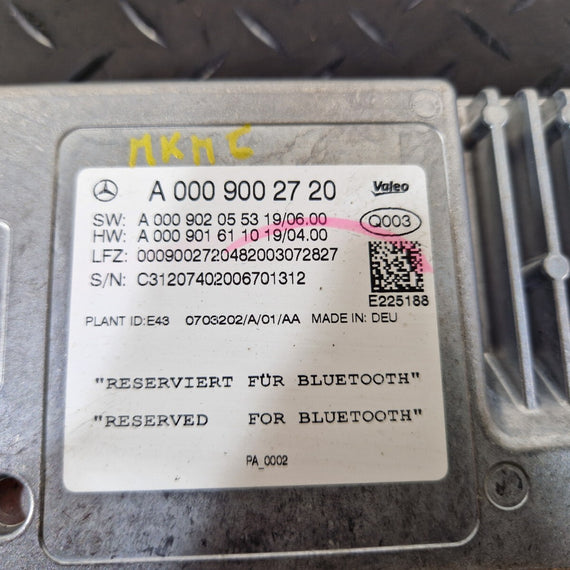 MKMC
A 000 900 27 20 Valeo
SW: A 000 902 05 53 19/06.00
HW: A 000 901 61 10 19/04.00
Q003
LFZ: 0009002720482003072827
S/N: C31207402006701312
E225188
PLANT ID:E43 0703202/A/01/AA MADE IN: DEU
"RESERVIERT FÜR BLUETOOTH"
"RESERVED FOR BLUETOOTH"
PA_0002